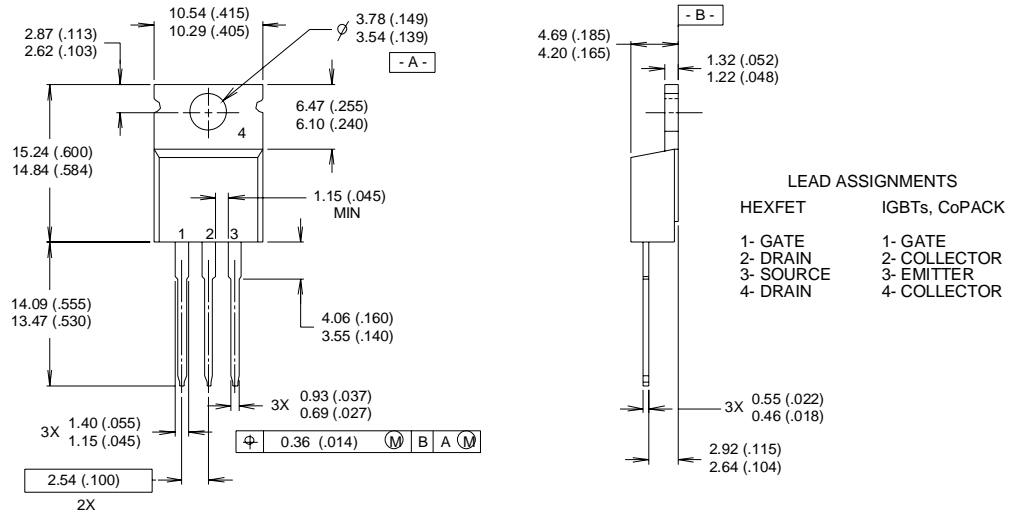 10.54 (.415)
10.29 (.405)
2.87 (.113)
2.62 (.103)
ø
3.78 (.149)
3.54 (.139)
- A -
6.47 (.255)
6.10 (.240)
4
15.24 (.600)
14.84 (.584)
1.15 (.045)
MIN
1 2 3
14.09 (.555)
13.47 (.530)
4.06 (.160)
3.55 (.140)
3X 0.93 (.037)
0.69 (.027)
3X 1.40 (.055)
1.15 (.045)
⌖ 0.36 (.014) Ⓜ B A Ⓜ
2.54 (.100)
2X
- B -
4.69 (.185)
4.20 (.165)
1.32 (.052)
1.22 (.048)
LEAD ASSIGNMENTS
HEXFET
1- GATE
2- DRAIN
3- SOURCE
4- DRAIN
IGBTs, CoPACK
1- GATE
2- COLLECTOR
3- EMITTER
4- COLLECTOR
3X 0.55 (.022)
0.46 (.018)
2.92 (.115)
2.64 (.104)